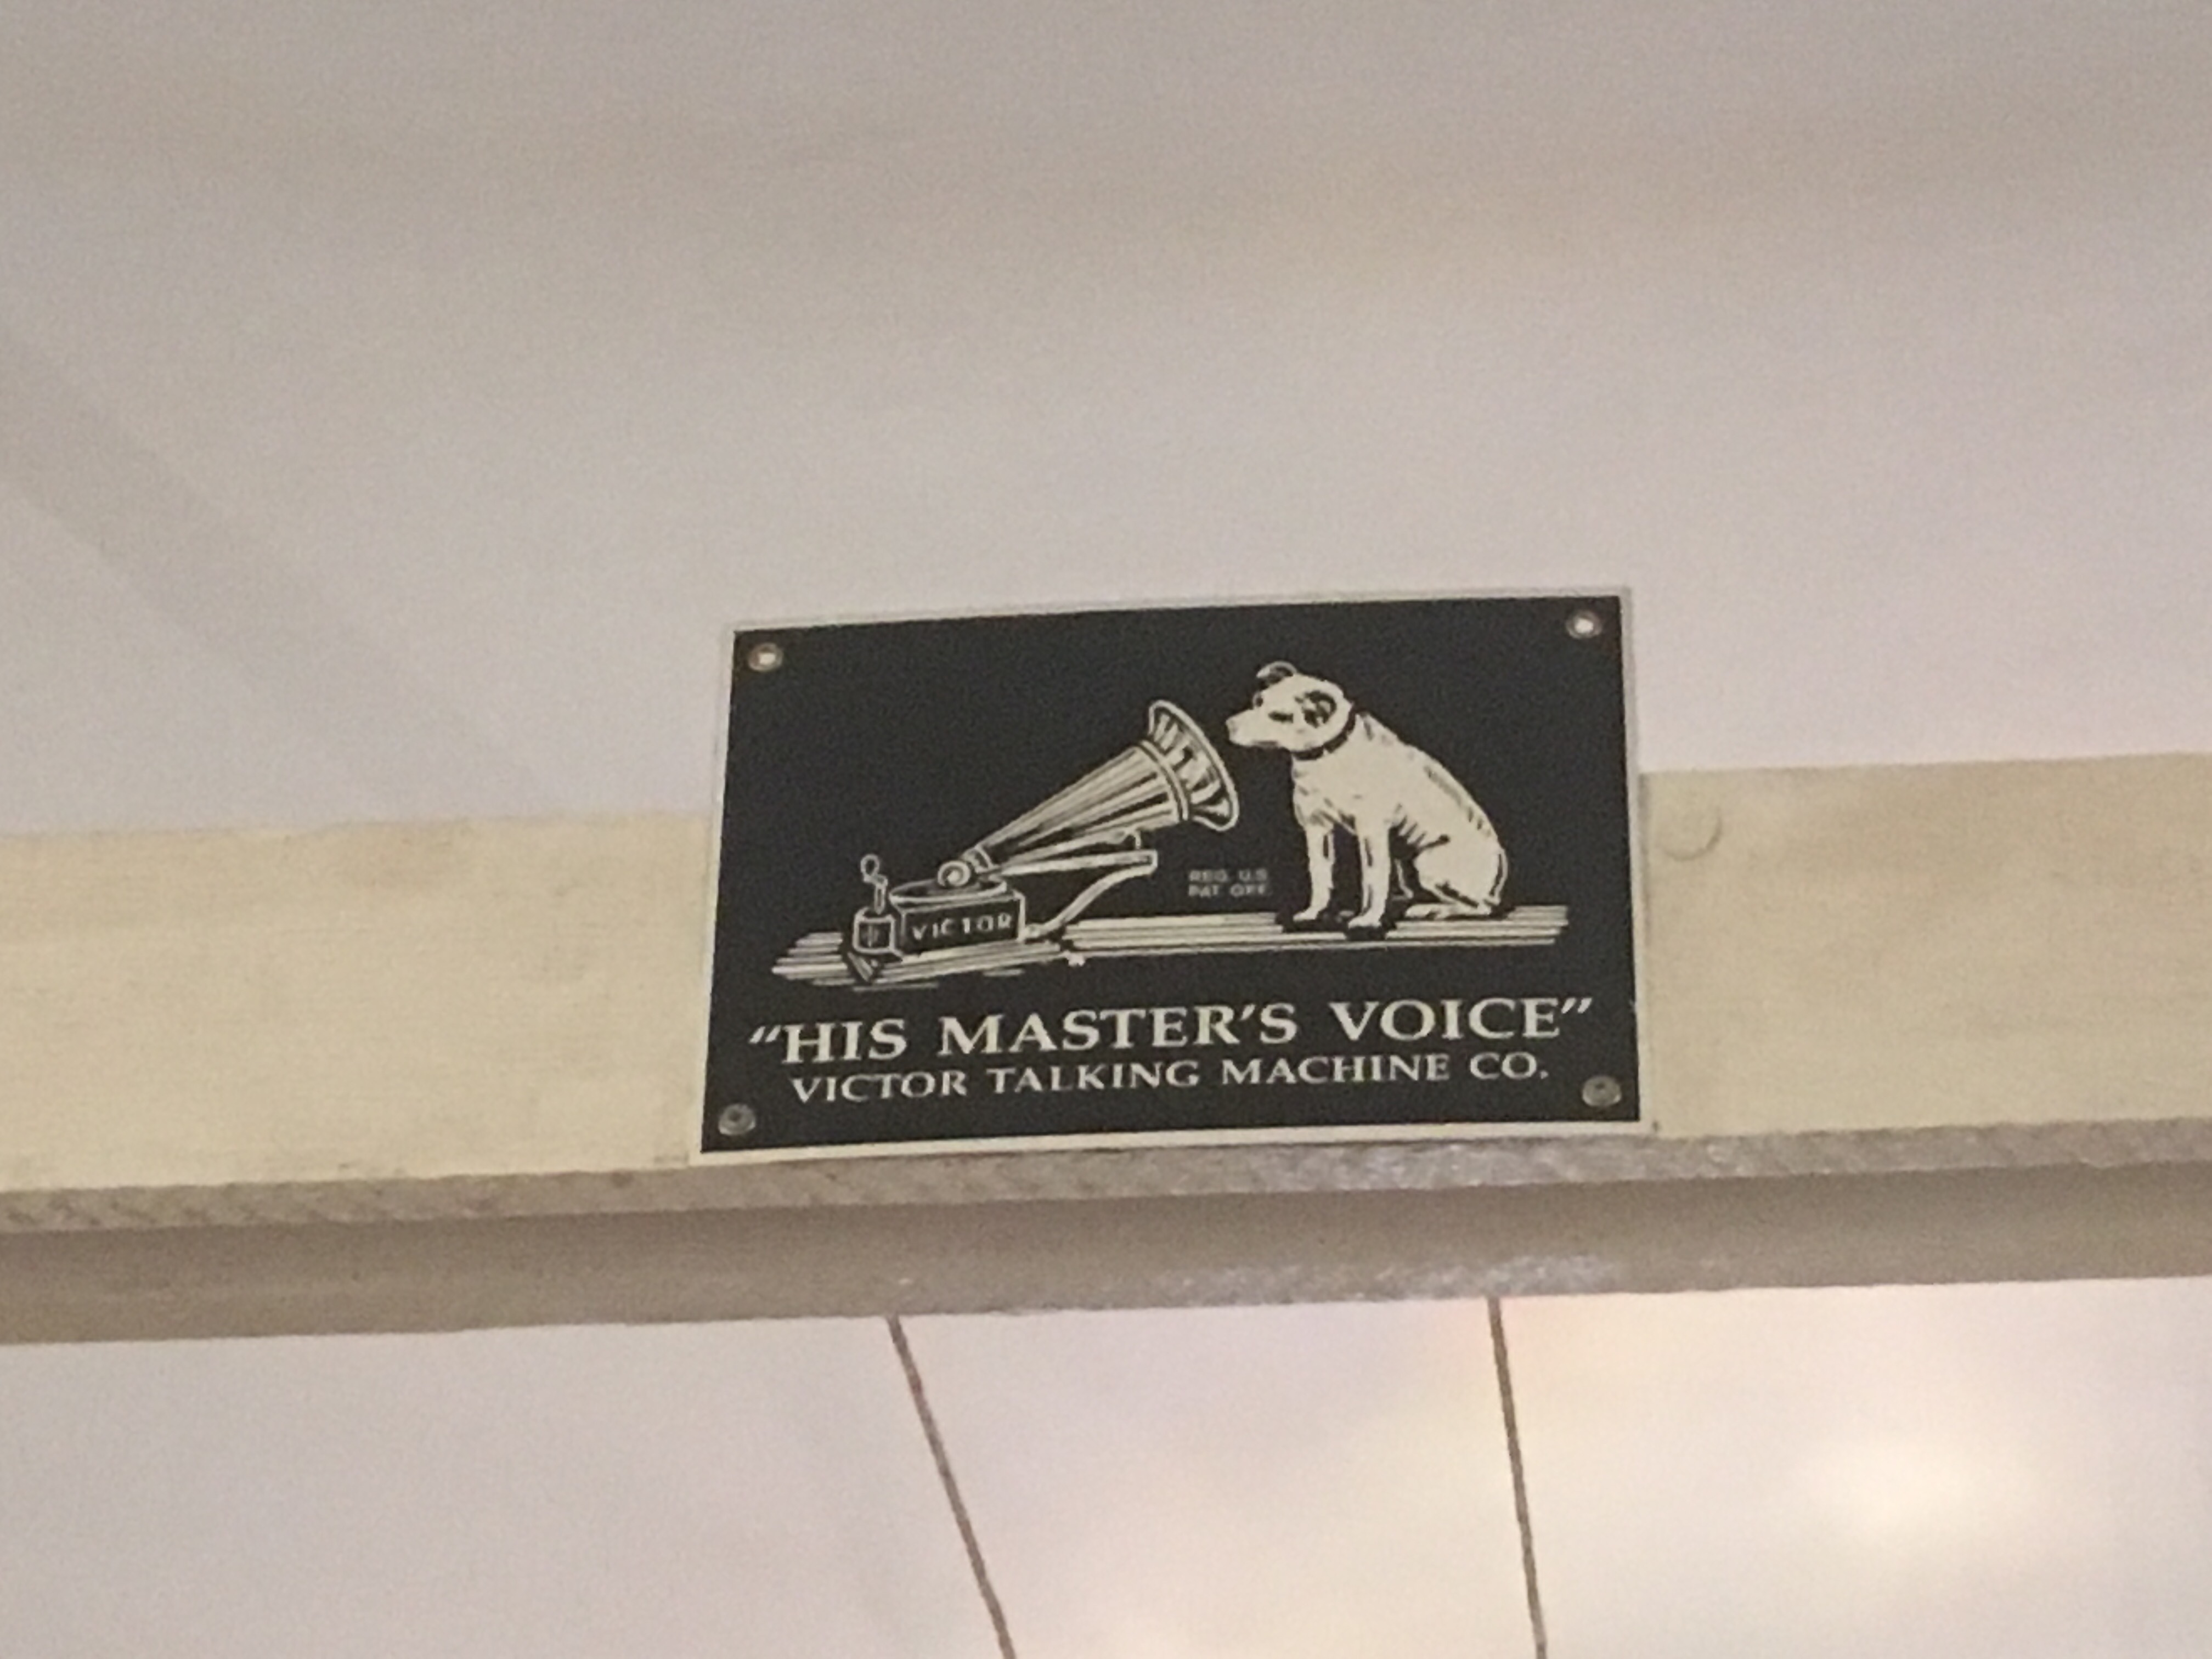 REG. U.S
PAT OFF
VICTOR
“HIS MASTER’S VOICE”
VICTOR TALKING MACHINE CO.